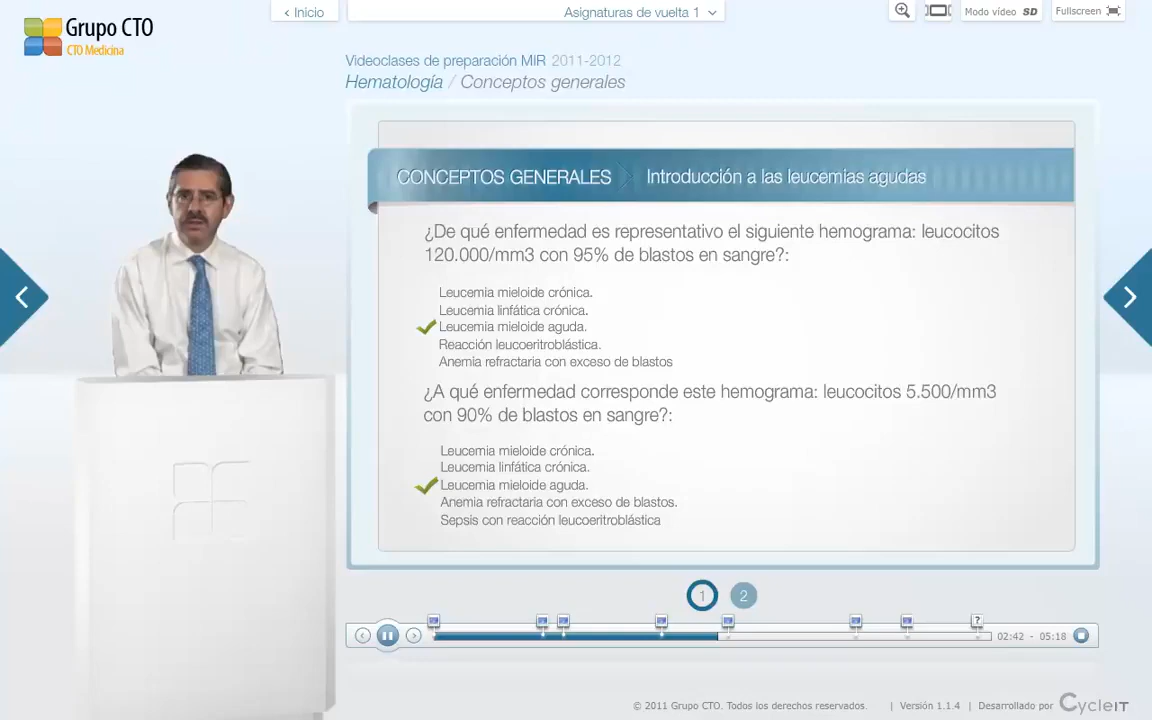 Grupo CTO
CTO Medicina
‹ Inicio
Asignaturas de vuelta 1
Modo vídeo SD
Fullscreen
Videoclases de preparación MIR 2011-2012
Hematología / Conceptos generales
CONCEPTOS GENERALES
Introducción a las leucemias agudas
¿De qué enfermedad es representativo el siguiente hemograma: leucocitos
120.000/mm3 con 95% de blastos en sangre?:
Leucemia mieloide crónica.
Leucemia linfática crónica.
Leucemia mieloide aguda.
Reacción leucoeritroblástica.
Anemia refractaria con exceso de blastos
¿A qué enfermedad corresponde este hemograma: leucocitos 5.500/mm3
con 90% de blastos en sangre?:
Leucemia mieloide crónica.
Leucemia linfática crónica.
Leucemia mieloide aguda.
Anemia refractaria con exceso de blastos.
Sepsis con reacción leucoeritroblástica
1 2
?
02:42 - 05:18
© 2011 Grupo CTO. Todos los derechos reservados. | Versión 1.1.4 | Desarrollado por CycleIT